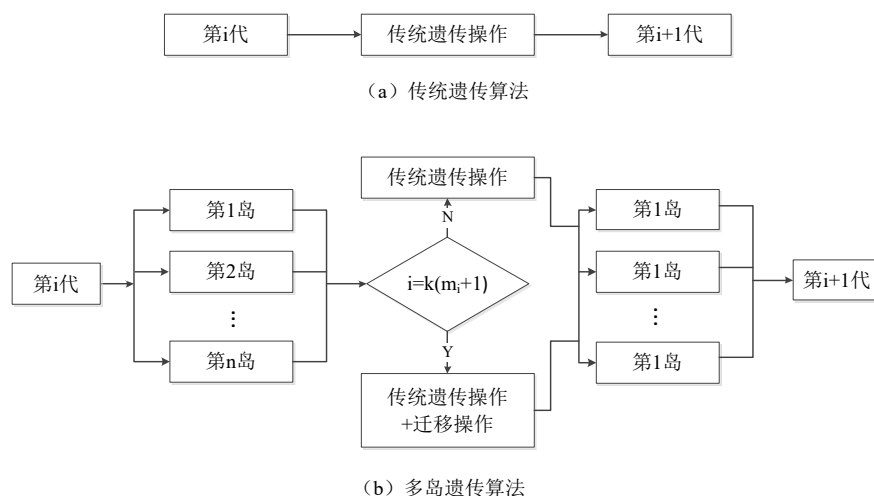 第i代
传统遗传操作
第i+1代
（a）传统遗传算法
传统遗传操作
第1岛
第1岛
N
第i代
第2岛
i=k(mᵢ+1)
第1岛
第i+1代
⋮
⋮
第n岛
Y
第1岛
传统遗传操作
+迁移操作
（b）多岛遗传算法